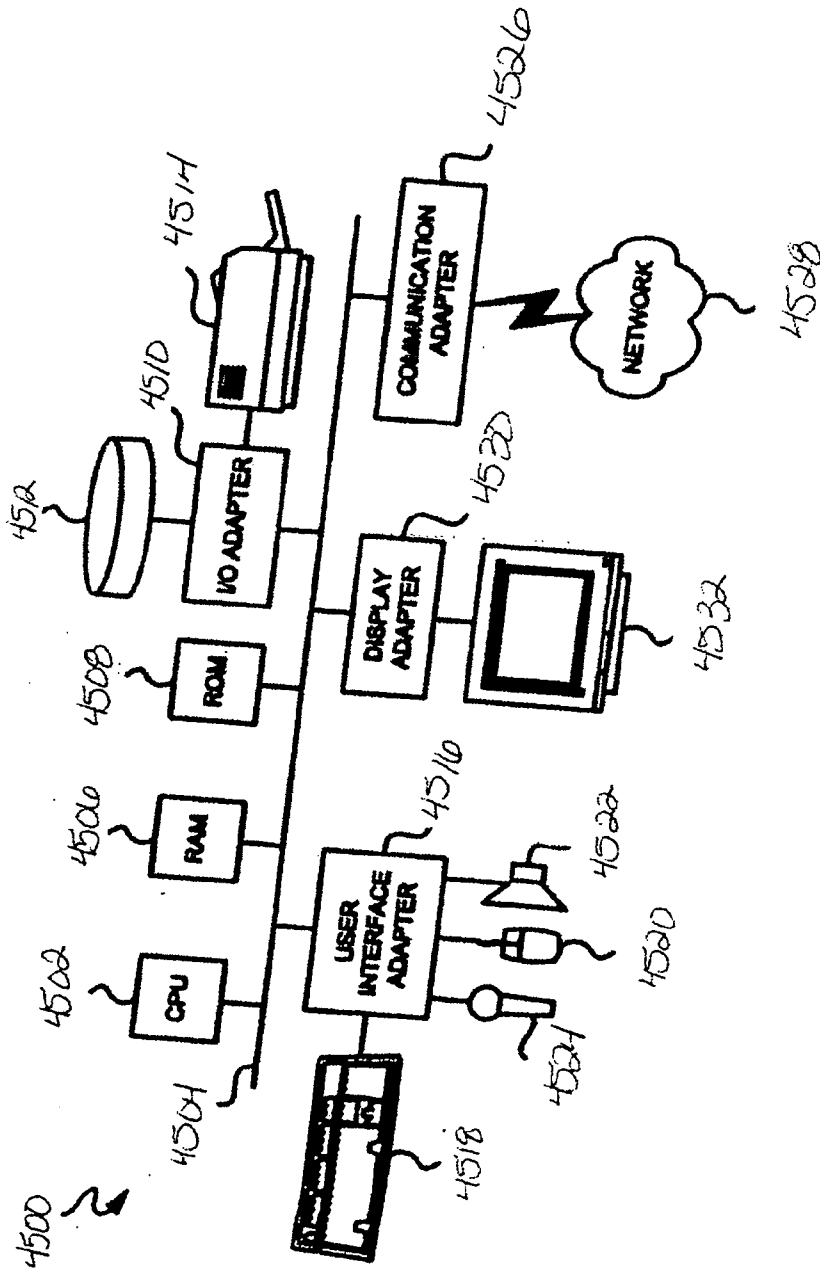 4500
4502
CPU
4504
4506
RAM
4508
ROM
4512
4510
I/O ADAPTER
4514
4518
USER
INTERFACE
ADAPTER
4516
4524
4520
4522
DISPLAY
ADAPTER
4530
4532
COMMUNICATION
ADAPTER
4526
NETWORK
4528